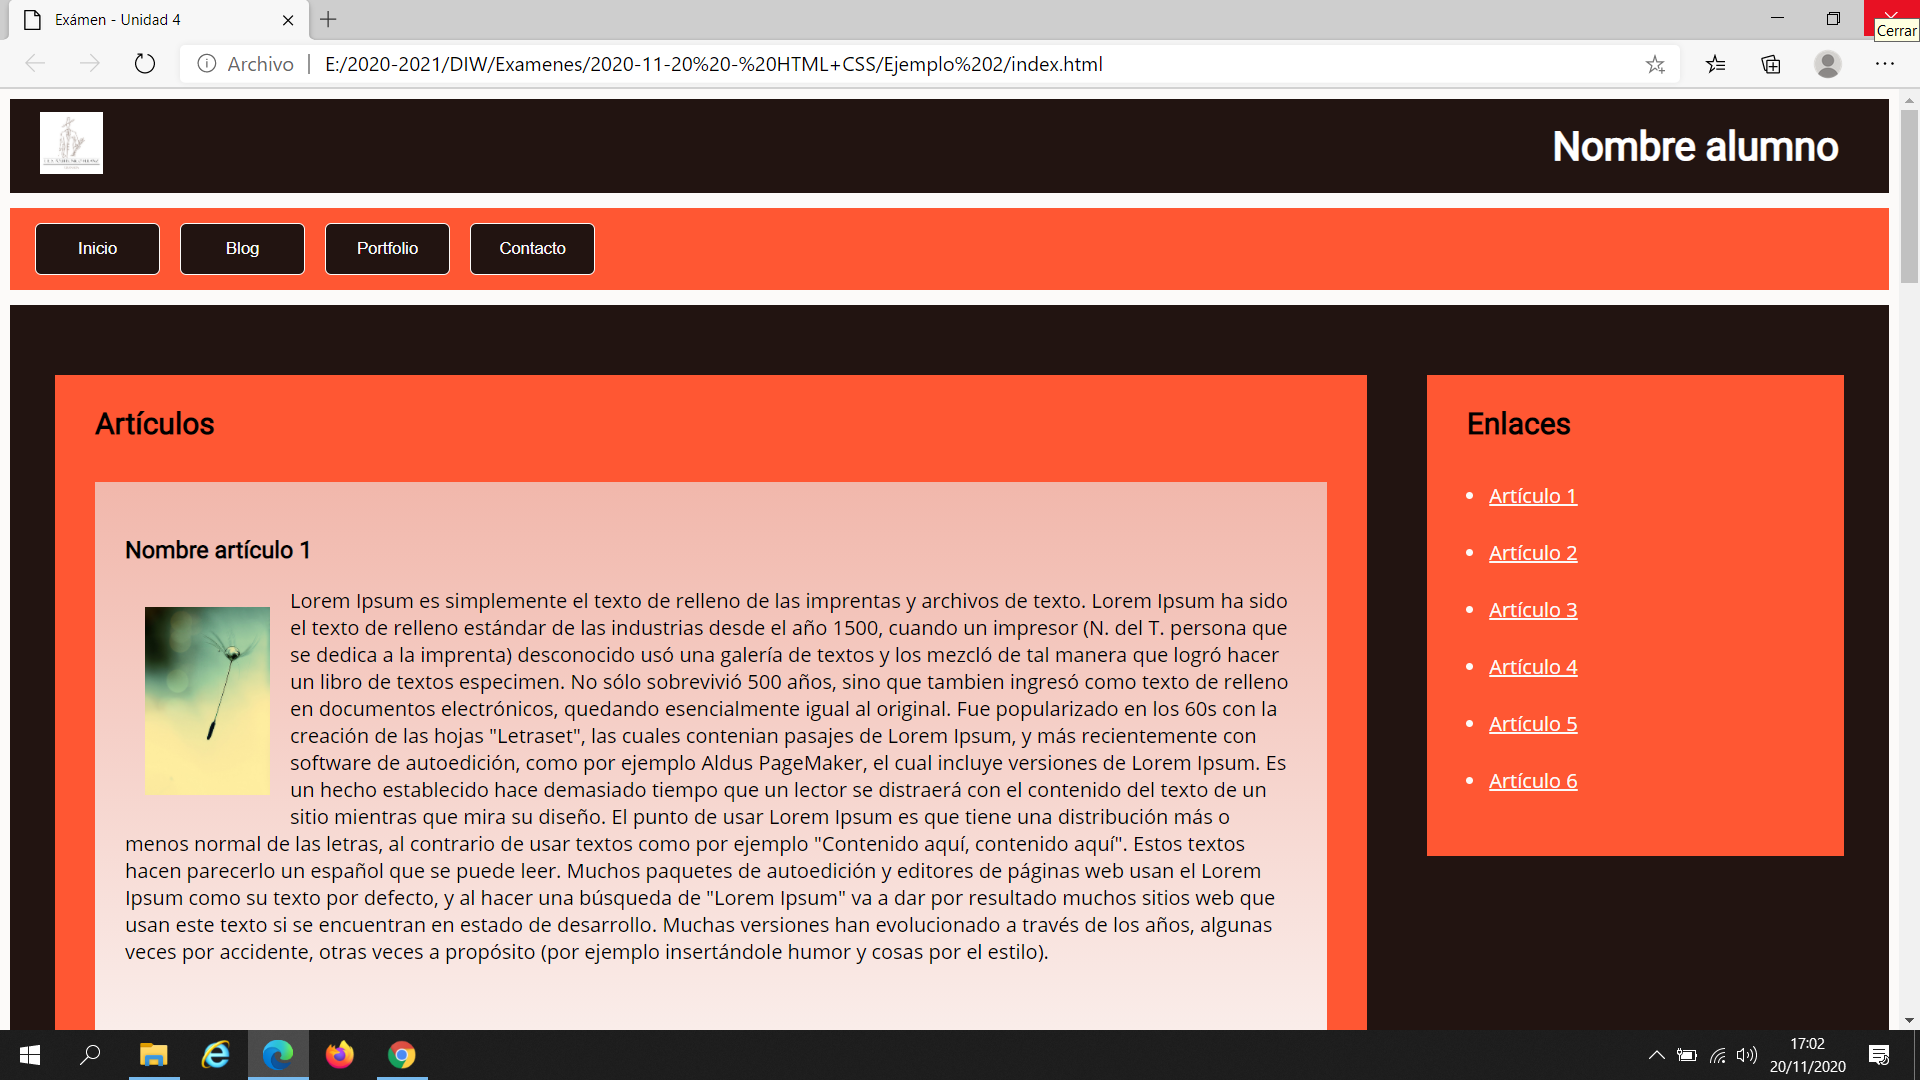 Exámen - Unidad 4
Cerrar
Archivo | E:/2020-2021/DIW/Examenes/2020-11-20%20-%20HTML+CSS/Ejemplo%202/index.html
Nombre alumno
Inicio Blog Portfolio Contacto
Artículos
Nombre artículo 1
Lorem Ipsum es simplemente el texto de relleno de las imprentas y archivos de texto. Lorem Ipsum ha sido
el texto de relleno estándar de las industrias desde el año 1500, cuando un impresor (N. del T. persona que
se dedica a la imprenta) desconocido usó una galería de textos y los mezcló de tal manera que logró hacer
un libro de textos especimen. No sólo sobrevivió 500 años, sino que tambien ingresó como texto de relleno
en documentos electrónicos, quedando esencialmente igual al original. Fue popularizado en los 60s con la
creación de las hojas "Letraset", las cuales contenian pasajes de Lorem Ipsum, y más recientemente con
software de autoedición, como por ejemplo Aldus PageMaker, el cual incluye versiones de Lorem Ipsum. Es
un hecho establecido hace demasiado tiempo que un lector se distraerá con el contenido del texto de un
sitio mientras que mira su diseño. El punto de usar Lorem Ipsum es que tiene una distribución más o
menos normal de las letras, al contrario de usar textos como por ejemplo "Contenido aquí, contenido aquí". Estos textos
hacen parecerlo un español que se puede leer. Muchos paquetes de autoedición y editores de páginas web usan el Lorem
Ipsum como su texto por defecto, y al hacer una búsqueda de "Lorem Ipsum" va a dar por resultado muchos sitios web que
usan este texto si se encuentran en estado de desarrollo. Muchas versiones han evolucionado a través de los años, algunas
veces por accidente, otras veces a propósito (por ejemplo insertándole humor y cosas por el estilo).
Enlaces
Artículo 1
Artículo 2
Artículo 3
Artículo 4
Artículo 5
Artículo 6
17:02
20/11/2020